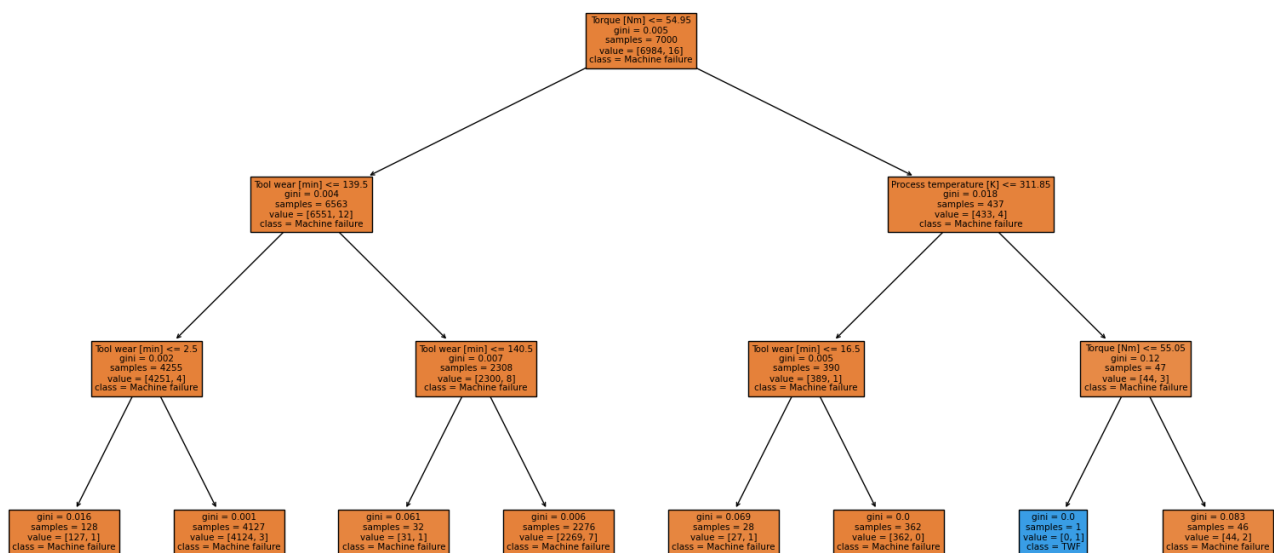 Torque [Nm] <= 54.95
gini = 0.005
samples = 7000
value = [6984, 16]
class = Machine failure
Tool wear [min] <= 139.5
gini = 0.004
samples = 6563
value = [6551, 12]
class = Machine failure
Process temperature [K] <= 311.85
gini = 0.018
samples = 437
value = [433, 4]
class = Machine failure
Tool wear [min] <= 2.5
gini = 0.002
samples = 4255
value = [4251, 4]
class = Machine failure
Tool wear [min] <= 140.5
gini = 0.007
samples = 2308
value = [2300, 8]
class = Machine failure
Tool wear [min] <= 16.5
gini = 0.005
samples = 390
value = [389, 1]
class = Machine failure
Torque [Nm] <= 55.05
gini = 0.12
samples = 47
value = [44, 3]
class = Machine failure
gini = 0.016
samples = 128
value = [127, 1]
class = Machine failure
gini = 0.001
samples = 4127
value = [4124, 3]
class = Machine failure
gini = 0.061
samples = 32
value = [31, 1]
class = Machine failure
gini = 0.006
samples = 2276
value = [2269, 7]
class = Machine failure
gini = 0.069
samples = 28
value = [27, 1]
class = Machine failure
gini = 0.0
samples = 362
value = [362, 0]
class = Machine failure
gini = 0.0
samples = 1
value = [0, 1]
class = TWF
gini = 0.083
samples = 46
value = [44, 2]
class = Machine failure